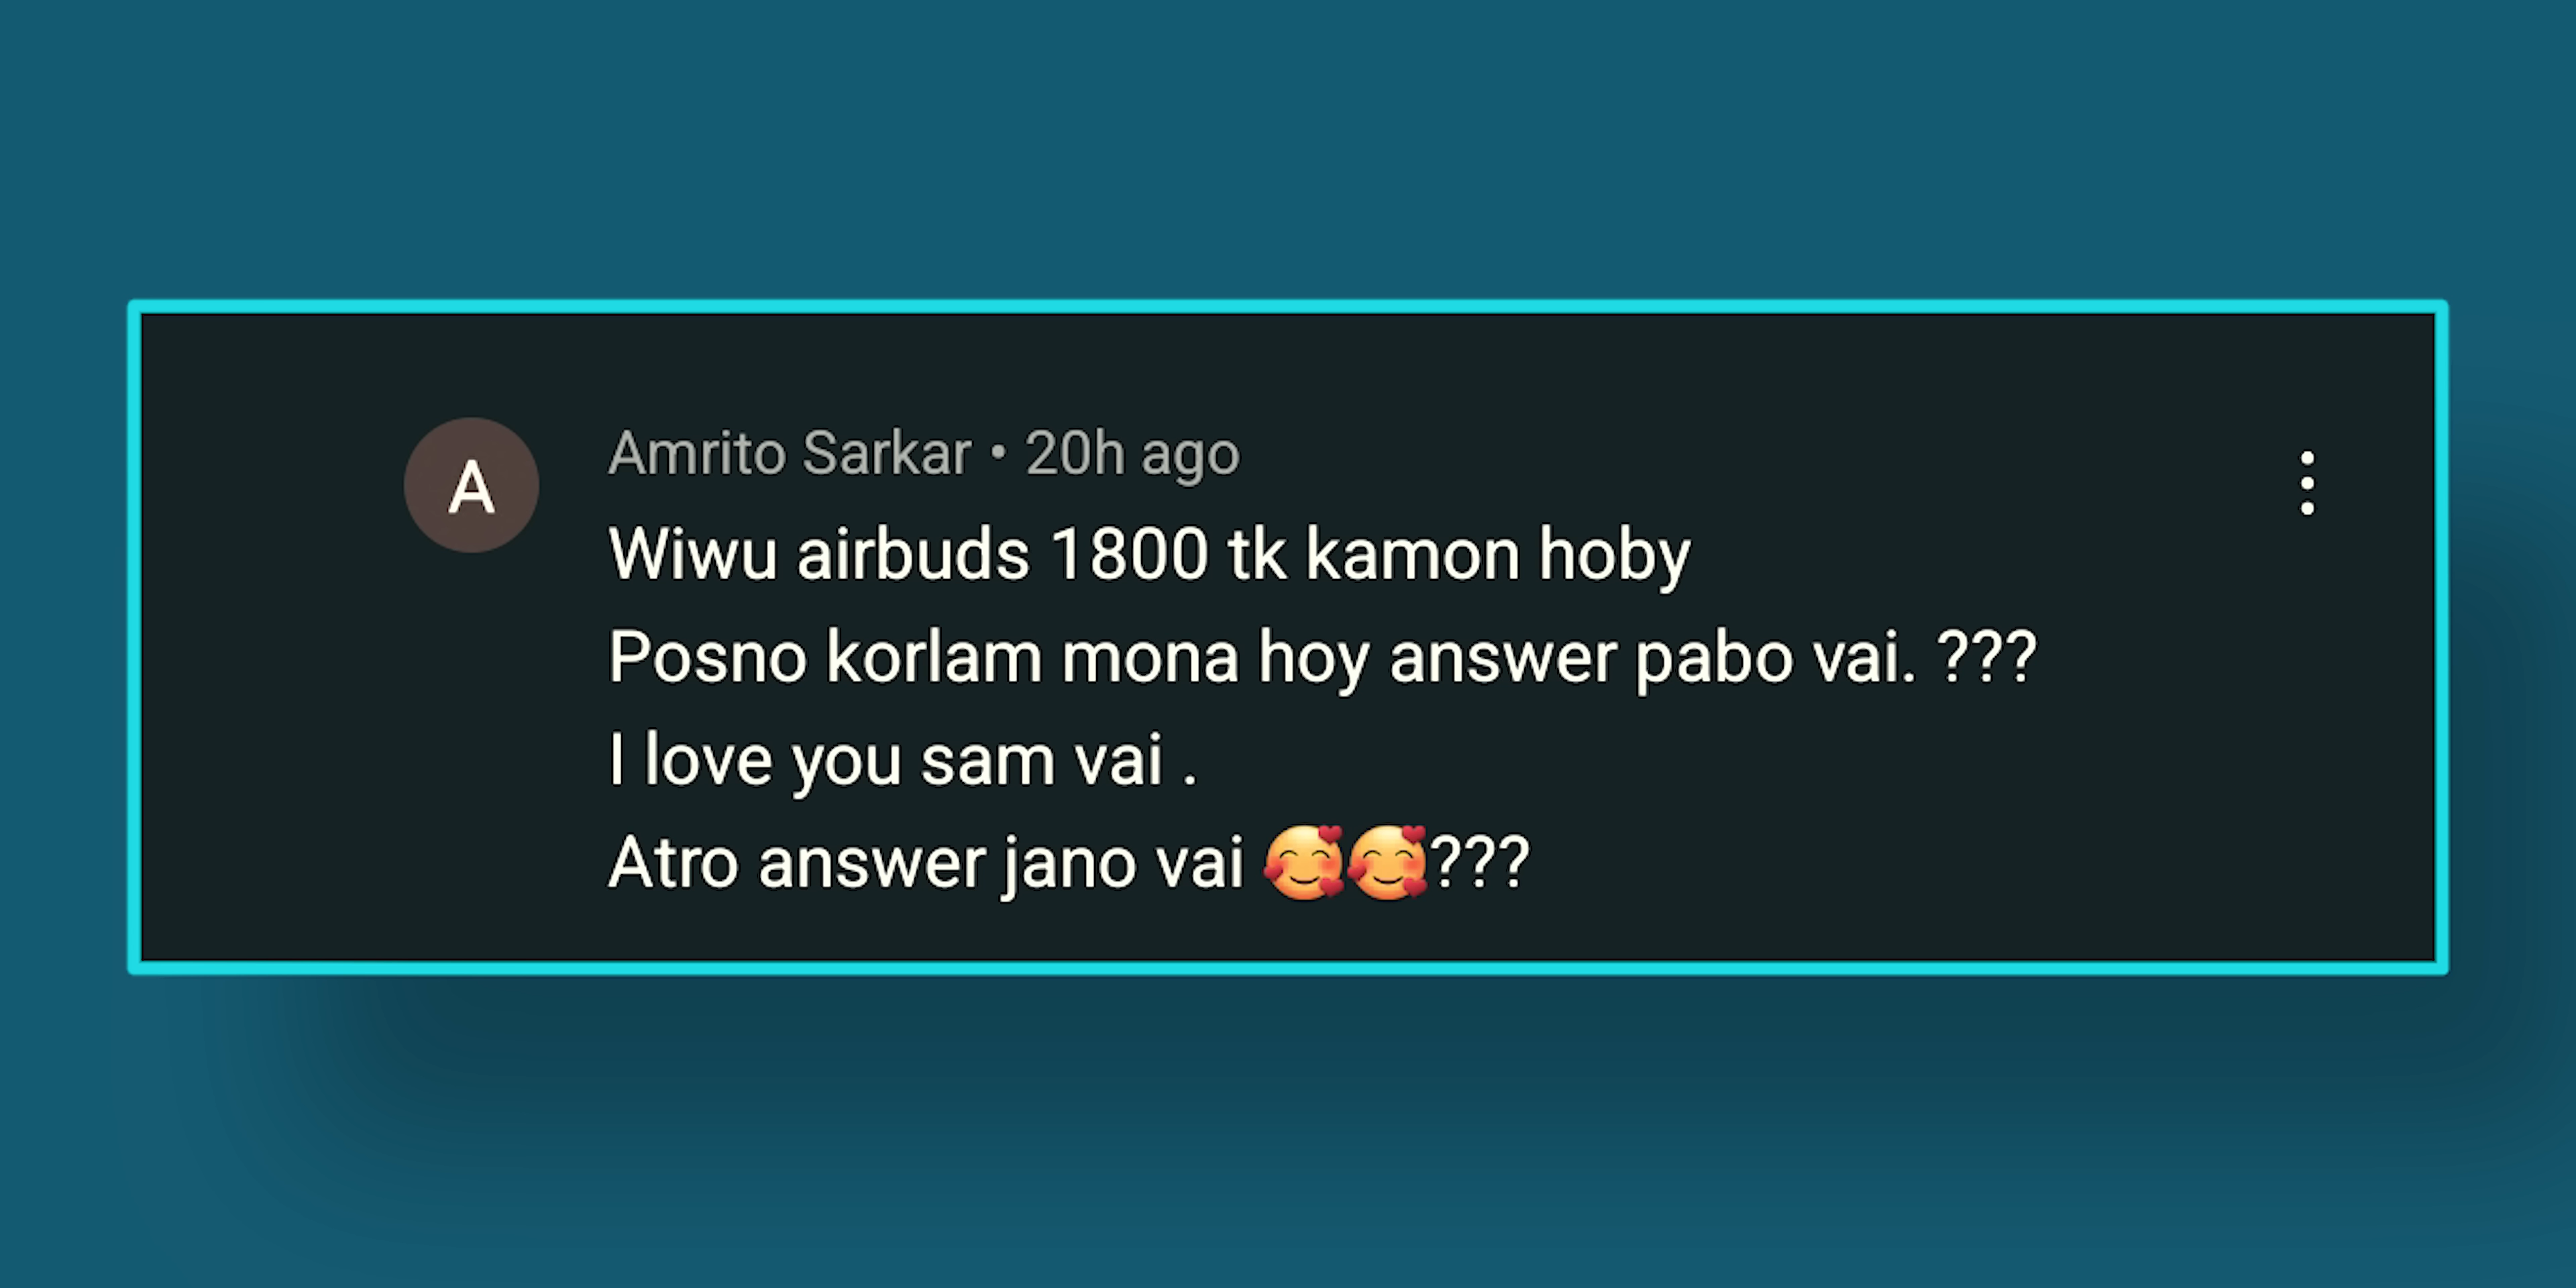 A
Amrito Sarkar • 20h ago
Wiwu airbuds 1800 tk kamon hoby
Posno korlam mona hoy answer pabo vai. ???
I love you sam vai .
Atro answer jano vai 🥰🥰???